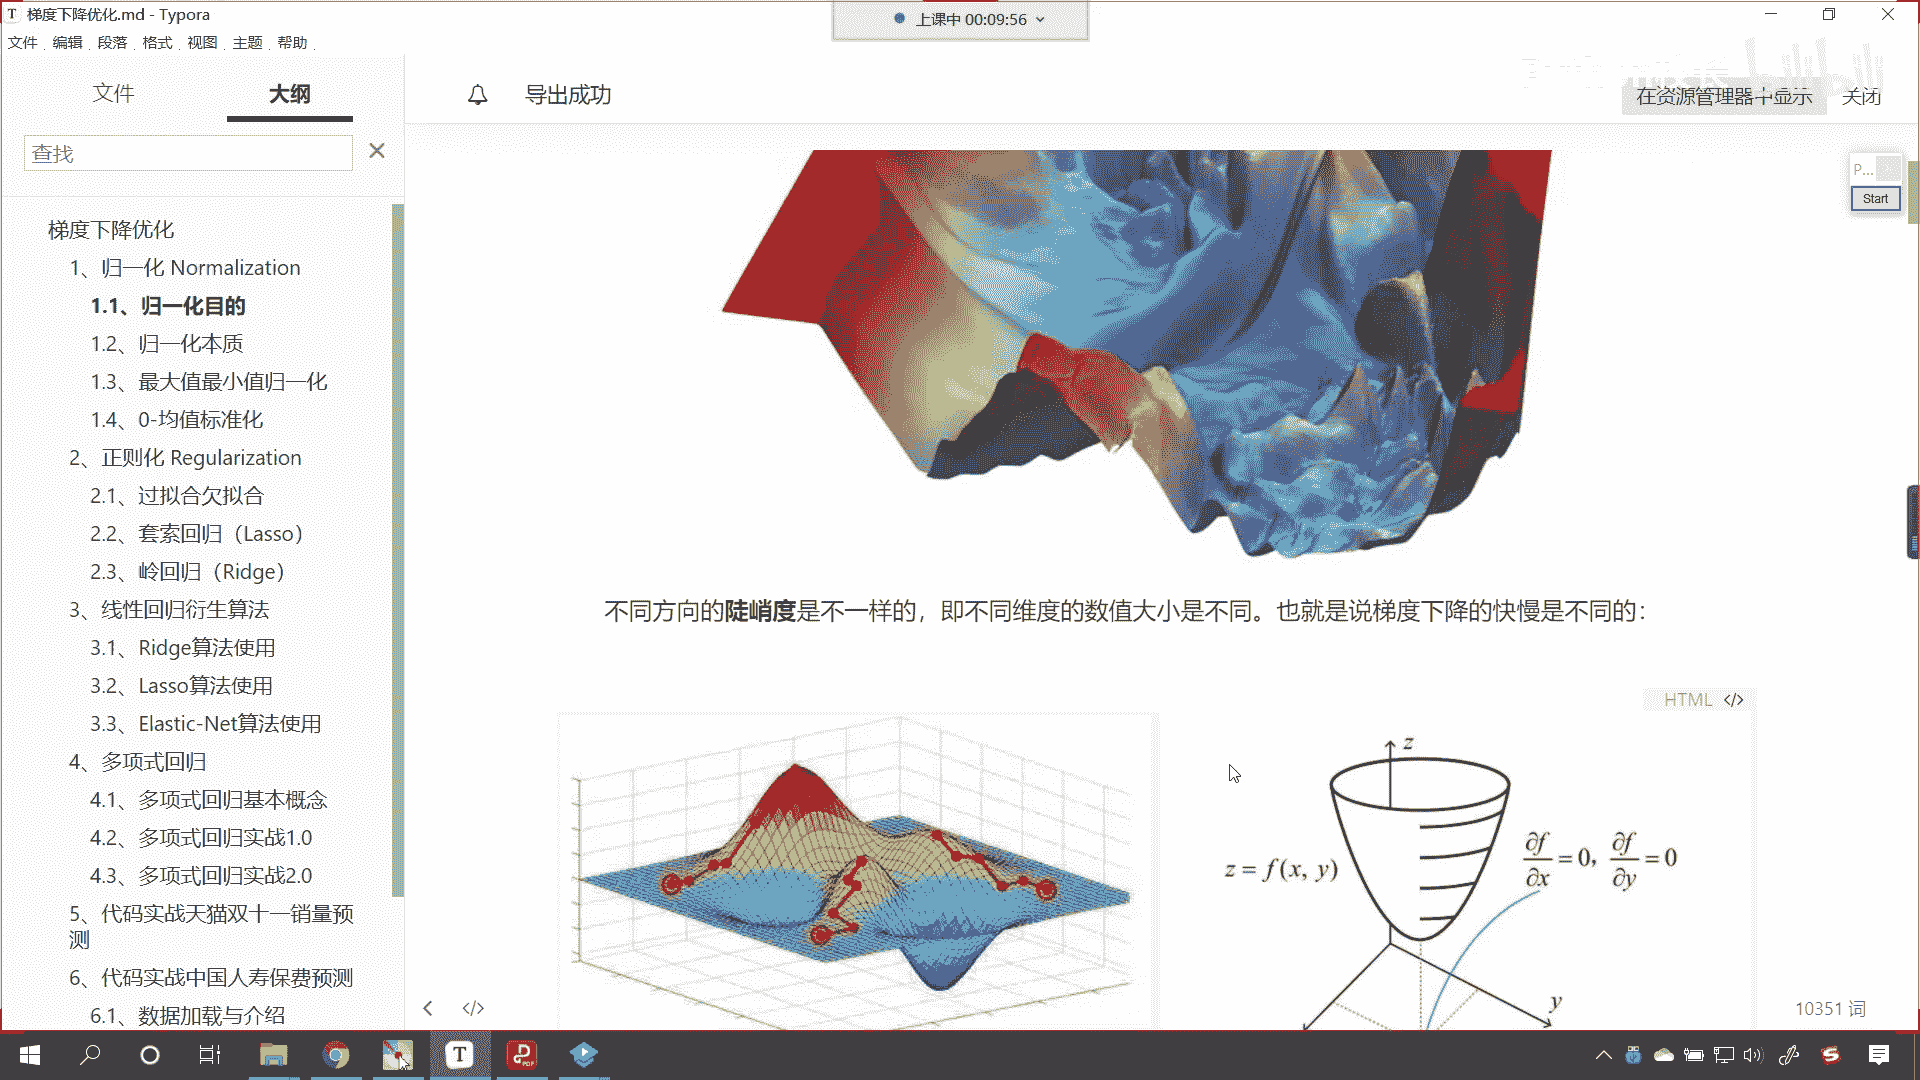 梯度下降优化.md - Typora
上课中 00:09:56
文件 编辑 段落 格式 视图 主题 帮助
文件
大纲
导出成功
在资源管理器中显示
关闭
查找
P...
Start
梯度下降优化
1、归一化 Normalization
1.1、归一化目的
1.2、归一化本质
1.3、最大值最小值归一化
1.4、0-均值标准化
2、正则化 Regularization
2.1、过拟合欠拟合
2.2、套索回归（Lasso）
2.3、岭回归（Ridge）
3、线性回归衍生算法
3.1、Ridge算法使用
3.2、Lasso算法使用
3.3、Elastic-Net算法使用
4、多项式回归
4.1、多项式回归基本概念
4.2、多项式回归实战1.0
4.3、多项式回归实战2.0
5、代码实战天猫双十一销量预
测
6、代码实战中国人寿保费预测
6.1、数据加载与介绍
不同方向的陡峭度是不一样的，即不同维度的数值大小是不同。也就是说梯度下降的快慢是不同的：
HTML </>
z
z = f(x, y)
∂f/∂x = 0, ∂f/∂y = 0
y
</>
10351 词
T
PDF
S